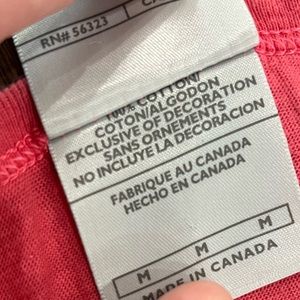 RN# 56323
100% COTTON/
COTON/ALGODON
EXCLUSIVE OF DECORATION
SANS ORNEMENTS
NO INCLUYE LA DECORACION
FABRIQUE AU CANADA
HECHO EN CANADA
M M M
MADE IN CANADA